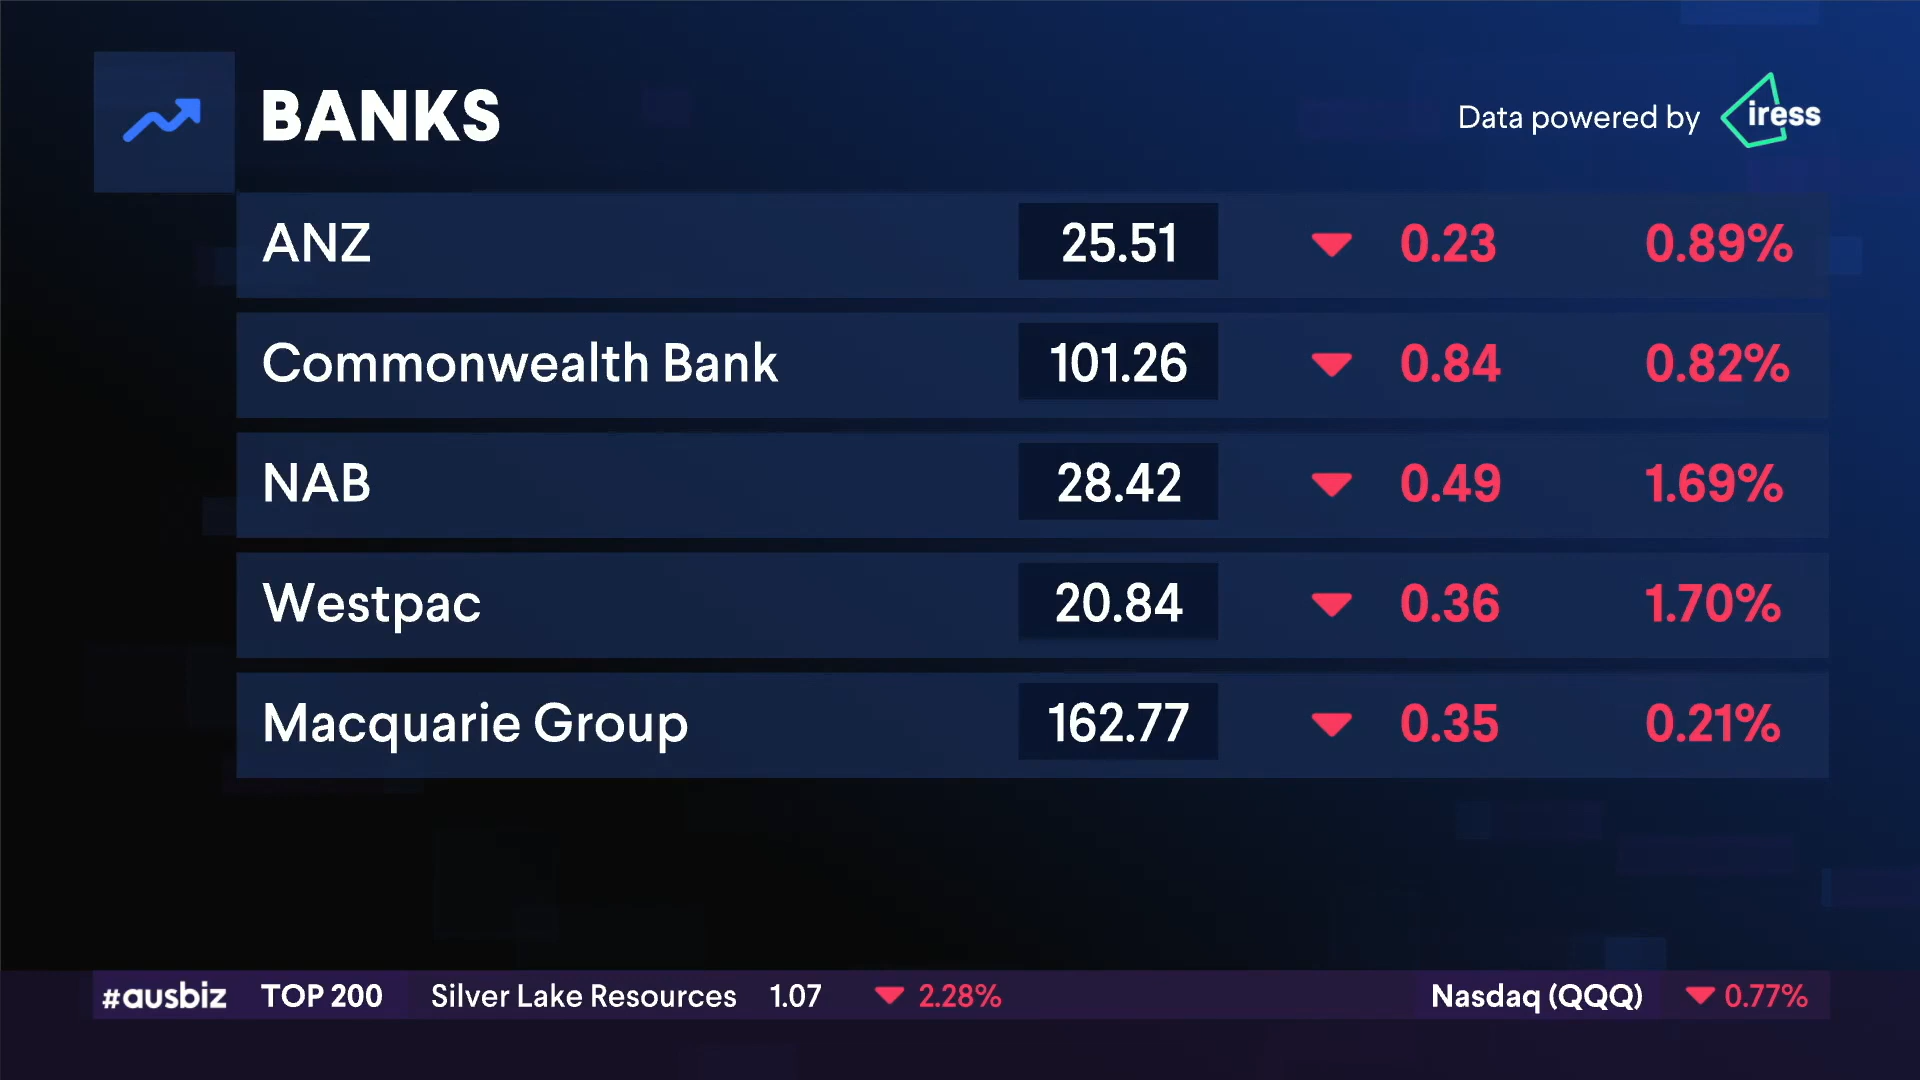 BANKS
Data powered by iress
ANZ 25.51 0.23 0.89%
Commonwealth Bank 101.26 0.84 0.82%
NAB 28.42 0.49 1.69%
Westpac 20.84 0.36 1.70%
Macquarie Group 162.77 0.35 0.21%
#ausbiz TOP 200 Silver Lake Resources 1.07 2.28% Nasdaq (QQQ) 0.77%